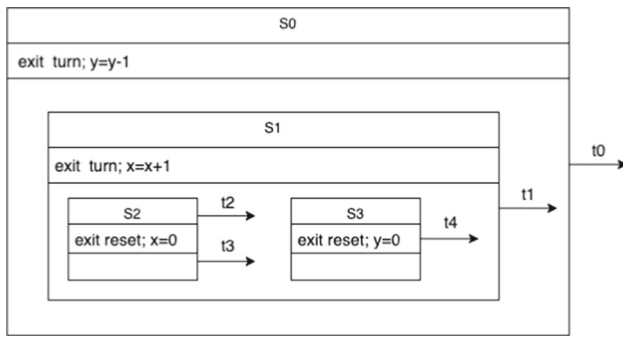 S0
exit turn; y=y-1
S1
exit turn; x=x+1
t0
t1
S2
t2
S3
t4
exit reset; x=0
t3
exit reset; y=0